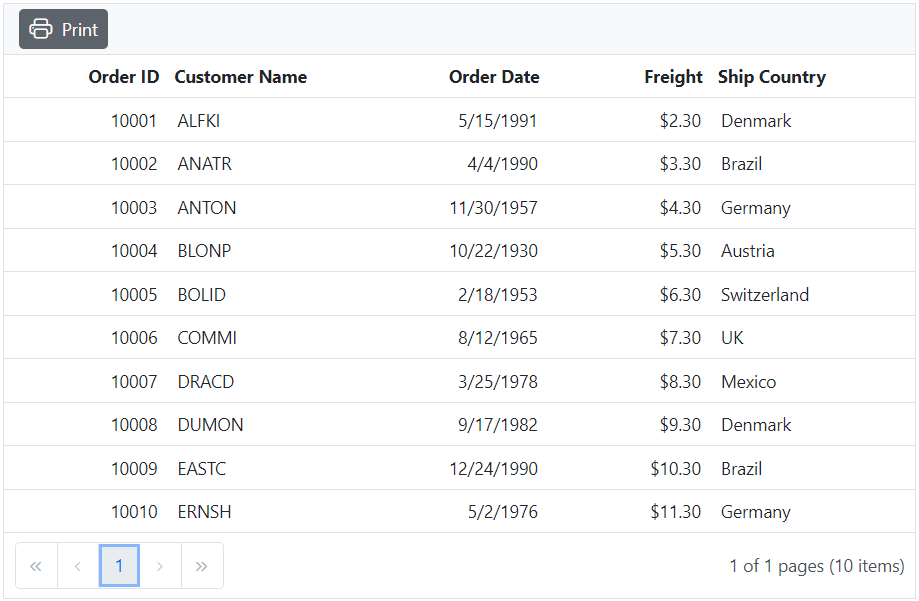 Print
Order ID Customer Name Order Date Freight Ship Country
10001 ALFKI 5/15/1991 $2.30 Denmark
10002 ANATR 4/4/1990 $3.30 Brazil
10003 ANTON 11/30/1957 $4.30 Germany
10004 BLONP 10/22/1930 $5.30 Austria
10005 BOLID 2/18/1953 $6.30 Switzerland
10006 COMMI 8/12/1965 $7.30 UK
10007 DRACD 3/25/1978 $8.30 Mexico
10008 DUMON 9/17/1982 $9.30 Denmark
10009 EASTC 12/24/1990 $10.30 Brazil
10010 ERNSH 5/2/1976 $11.30 Germany
« ‹ 1 › » 1 of 1 pages (10 items)